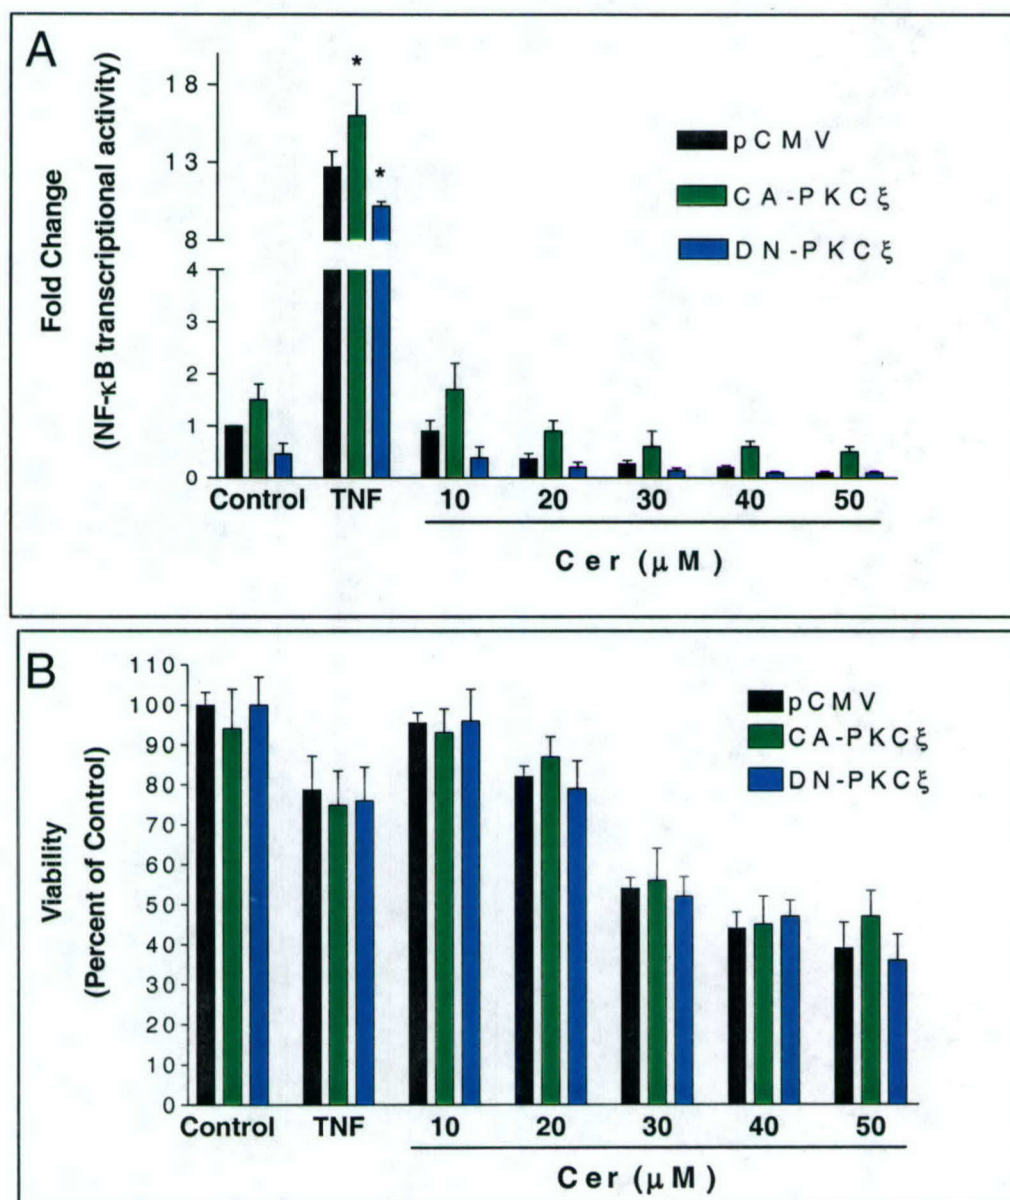 A
Fold Change
(NF-κB transcriptional activity)
18
13
8
4
3
2
1
0
*
*
pCMV
CA-PKCξ
DN-PKCξ
Control TNF 10 20 30 40 50
Cer (μM)
B
Viability
(Percent of Control)
110
100
90
80
70
60
50
40
30
20
10
0
pCMV
CA-PKCξ
DN-PKCξ
Control TNF 10 20 30 40 50
Cer (μM)